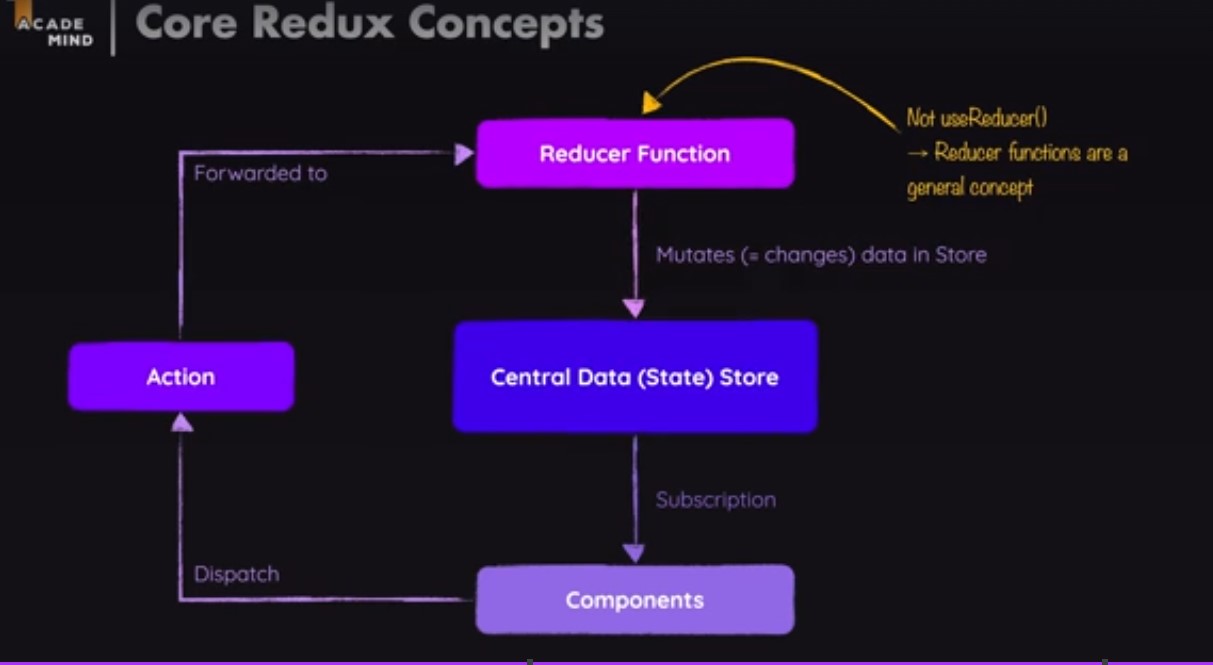 ACADE
MIND
Core Redux Concepts
Not useReducer()
→ Reducer functions are a
general concept
Reducer Function
Forwarded to
Mutates (= changes) data in Store
Action
Central Data (State) Store
Subscription
Dispatch
Components